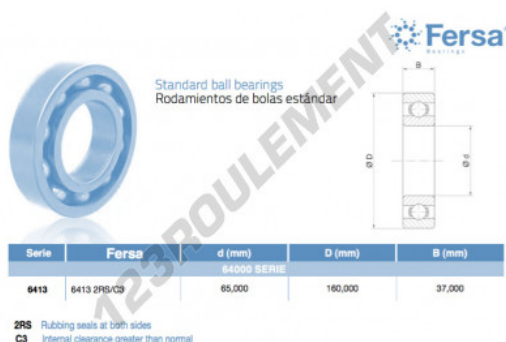 Fersa
Bearings
Standard ball bearings
Rodamientos de bolas estándar
B
Ø D
Ø d
123ROULEMENT
Serie Fersa d (mm) D (mm) B (mm)
64000 SERIE
6413 6413 2RS/C3 65,000 160,000 37,000
2RS Rubbing seals at both sides
C3 Internal clearance greater than normal